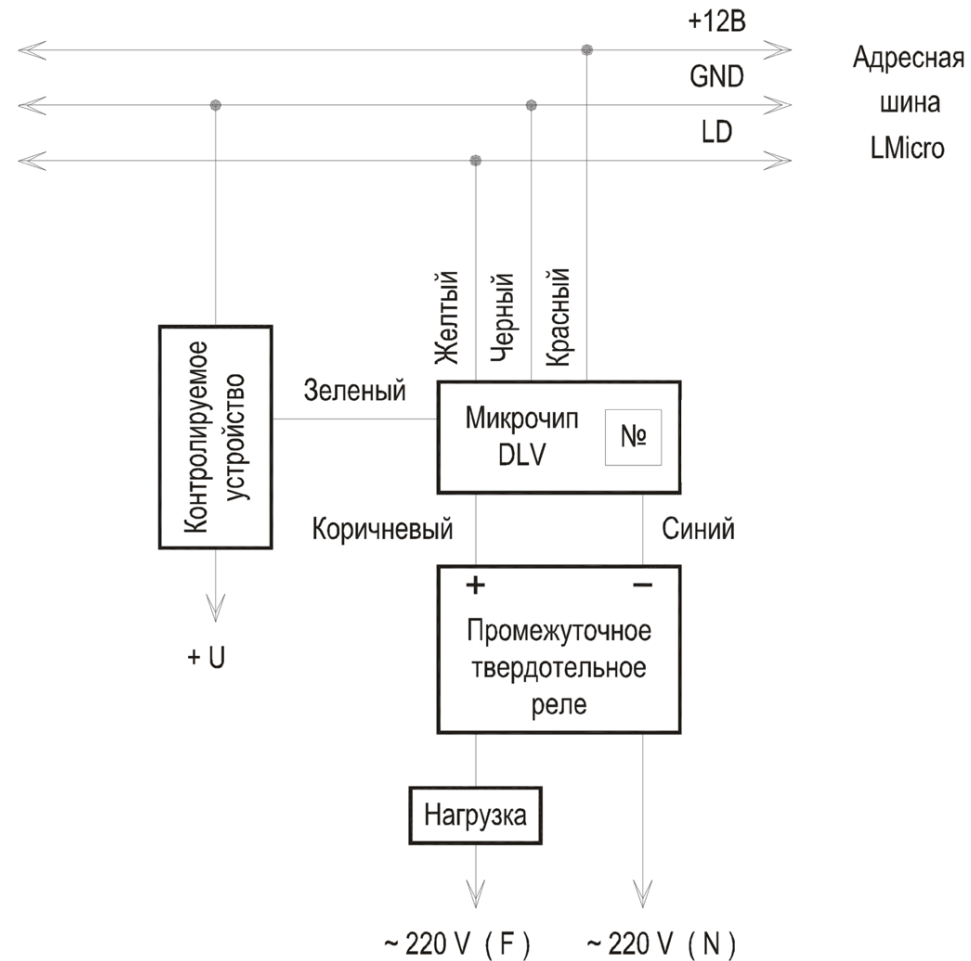 +12В
GND
LD
Адресная
шина
LMicro
Желтый
Черный
Красный
Контролируемое
устройство
Зеленый
Микрочип
DLV
№
Коричневый
Синий
+
−
Промежуточное
твердотельное
реле
+ U
Нагрузка
~ 220 V ( F )
~ 220 V ( N )